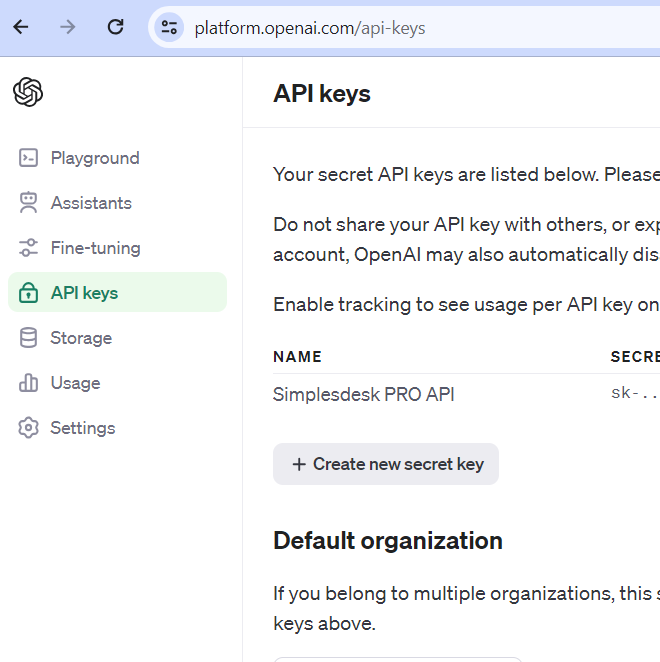 platform.openai.com/api-keys
API keys
Playground
Assistants
Fine-tuning
API keys
Storage
Usage
Settings
Your secret API keys are listed below. Please
Do not share your API key with others, or exp
account, OpenAI may also automatically dis
Enable tracking to see usage per API key on
NAME
SECRE
Simplesdesk PRO API
sk-...
+ Create new secret key
Default organization
If you belong to multiple organizations, this s
keys above.